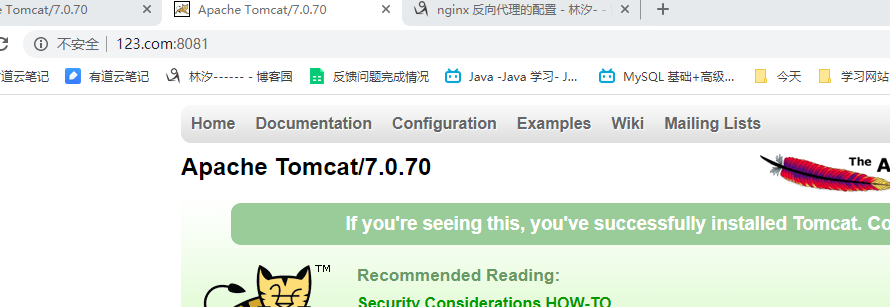 Apache Tomcat/7.0.70
Apache Tomcat/7.0.70
nginx 反向代理的配置 - 林汐- -
不安全 123.com:8081
有道云笔记 有道云笔记 林汐------ - 博客园 反馈问题完成情况 Java -Java 学习- J... MySQL 基础+高级... 今天 学习网站
Home Documentation Configuration Examples Wiki Mailing Lists
Apache Tomcat/7.0.70
The A
If you're seeing this, you've successfully installed Tomcat. Co
TM
Recommended Reading:
Security Considerations HOW-TO